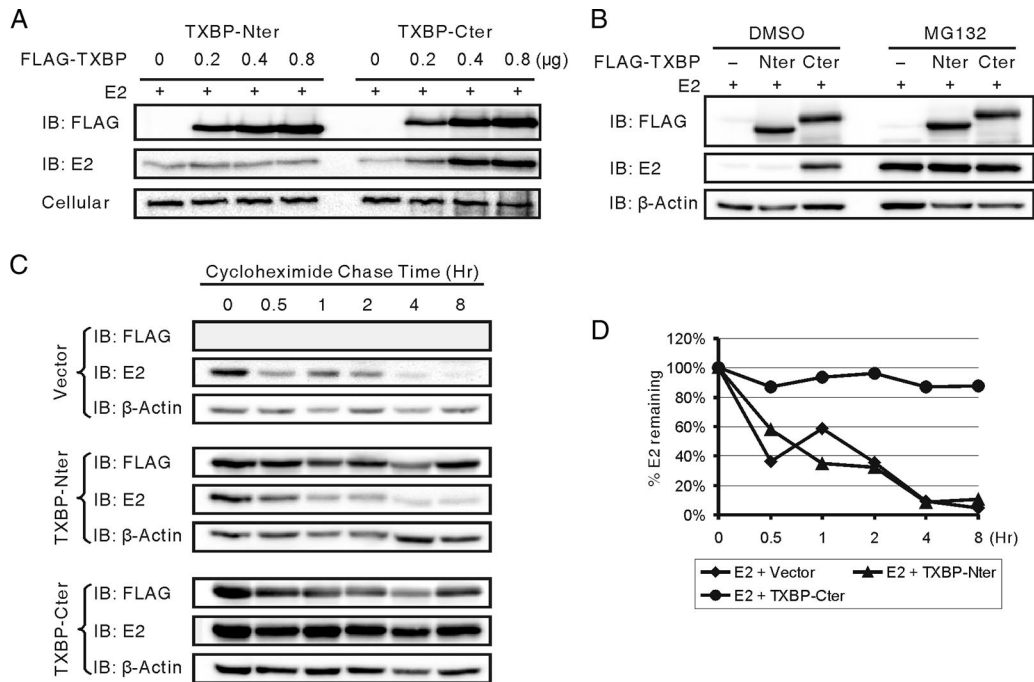 A
TXBP-Nter TXBP-Cter
FLAG-TXBP 0 0.2 0.4 0.8 0 0.2 0.4 0.8 (μg)
E2 + + + + + + + +
IB: FLAG
IB: E2
Cellular
B
DMSO MG132
FLAG-TXBP – Nter Cter – Nter Cter
E2 + + + + + +
IB: FLAG
IB: E2
IB: β-Actin
C
Cycloheximide Chase Time (Hr)
0 0.5 1 2 4 8
Vector
IB: FLAG
IB: E2
IB: β-Actin
TXBP-Nter
IB: FLAG
IB: E2
IB: β-Actin
TXBP-Cter
IB: FLAG
IB: E2
IB: β-Actin
D
% E2 remaining
120%
100%
80%
60%
40%
20%
0%
0 0.5 1 2 4 8 (Hr)
E2 + Vector E2 + TXBP-Nter
E2 + TXBP-Cter